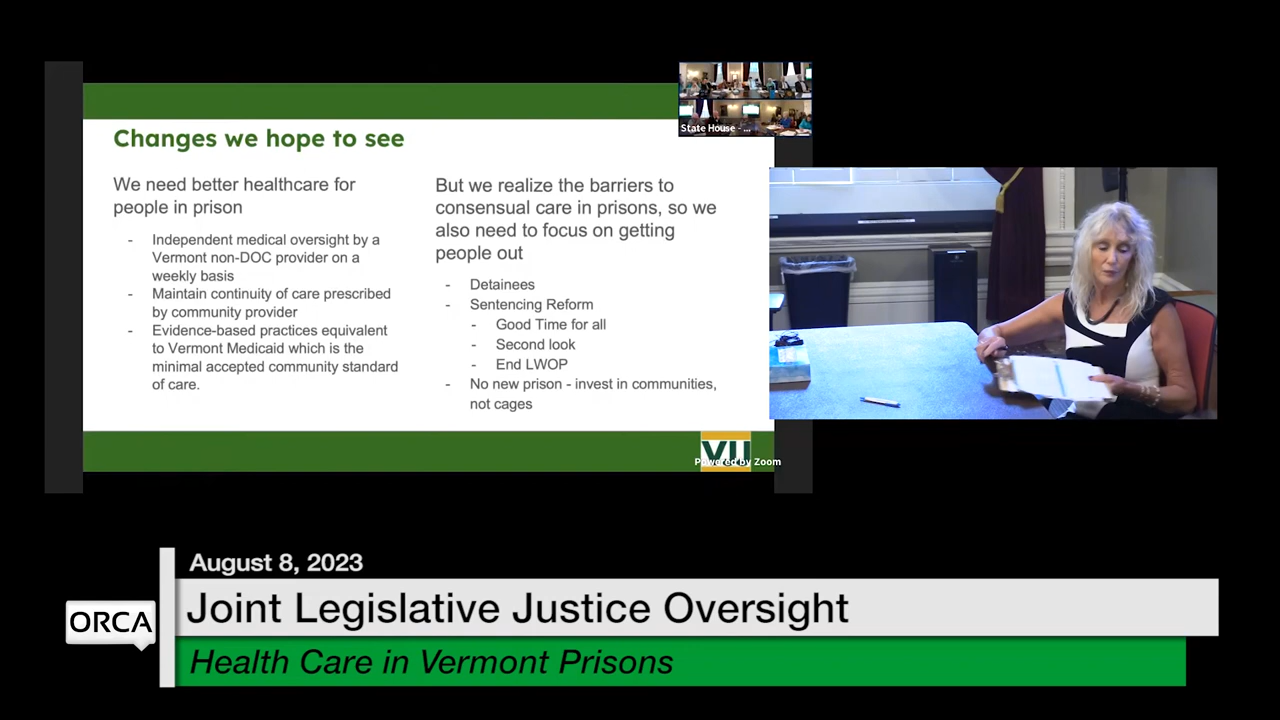 Changes we hope to see
We need better healthcare for
people in prison
- Independent medical oversight by a
Vermont non-DOC provider on a
weekly basis
- Maintain continuity of care prescribed
by community provider
- Evidence-based practices equivalent
to Vermont Medicaid which is the
minimal accepted community standard
of care.
But we realize the barriers to
consensual care in prisons, so we
also need to focus on getting
people out
- Detainees
- Sentencing Reform
- Good Time for all
- Second look
- End LWOP
- No new prison - invest in communities,
not cages
State House - ...
Powered by Zoom
August 8, 2023
Joint Legislative Justice Oversight
ORCA
Health Care in Vermont Prisons